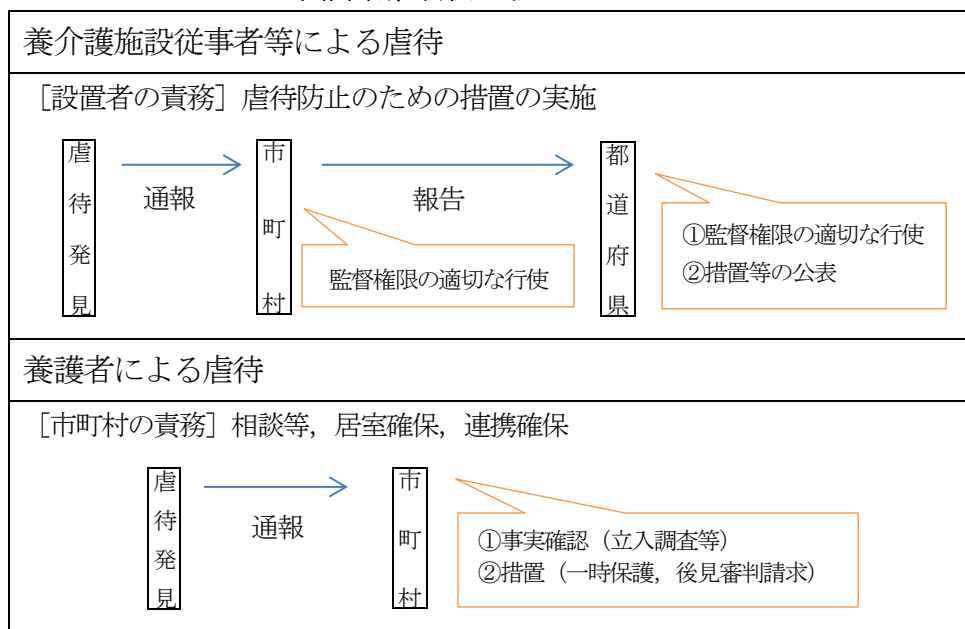 養介護施設従事者等による虐待
［設置者の責務］虐待防止のための措置の実施
虐待発見
通報
市町村
監督権限の適切な行使
報告
都道府県
①監督権限の適切な行使
②措置等の公表
養護者による虐待
［市町村の責務］相談等，居室確保，連携確保
虐待発見
通報
市町村
①事実確認（立入調査等）
②措置（一時保護，後見審判請求）